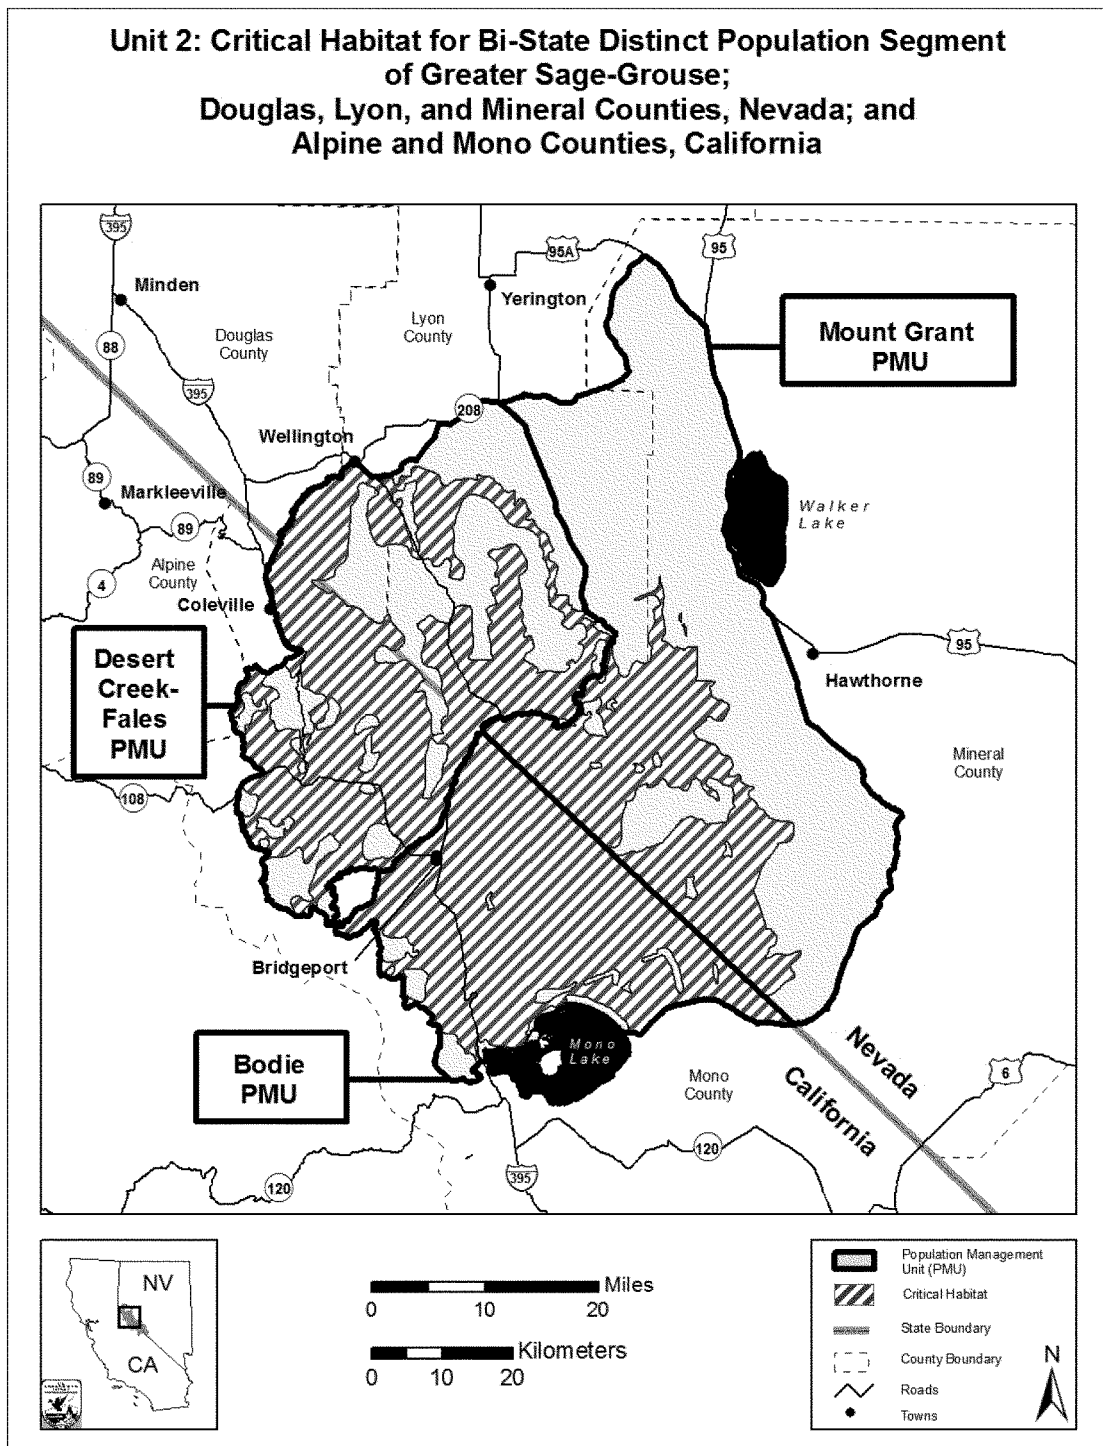 Unit 2: Critical Habitat for Bi-State Distinct Population Segment
of Greater Sage-Grouse;
Douglas, Lyon, and Mineral Counties, Nevada; and
Alpine and Mono Counties, California
395
95A
95
Minden
Yerington
Mount Grant
PMU
Douglas
County
Lyon
County
88
395
208
Wellington
89
Markleeville
89
Walker
Lake
Alpine
County
4
Coleville
95
Desert
Creek-
Fales
PMU
Hawthorne
Mineral
County
108
Bridgeport
Bodie
PMU
Mono
Lake
Mono
County
Nevada
California
6
120
120
395
NV
CA
Miles
0 10 20
Kilometers
0 10 20
Population Management
Unit (PMU)
Critical Habitat
State Boundary
County Boundary
Roads
Towns
N